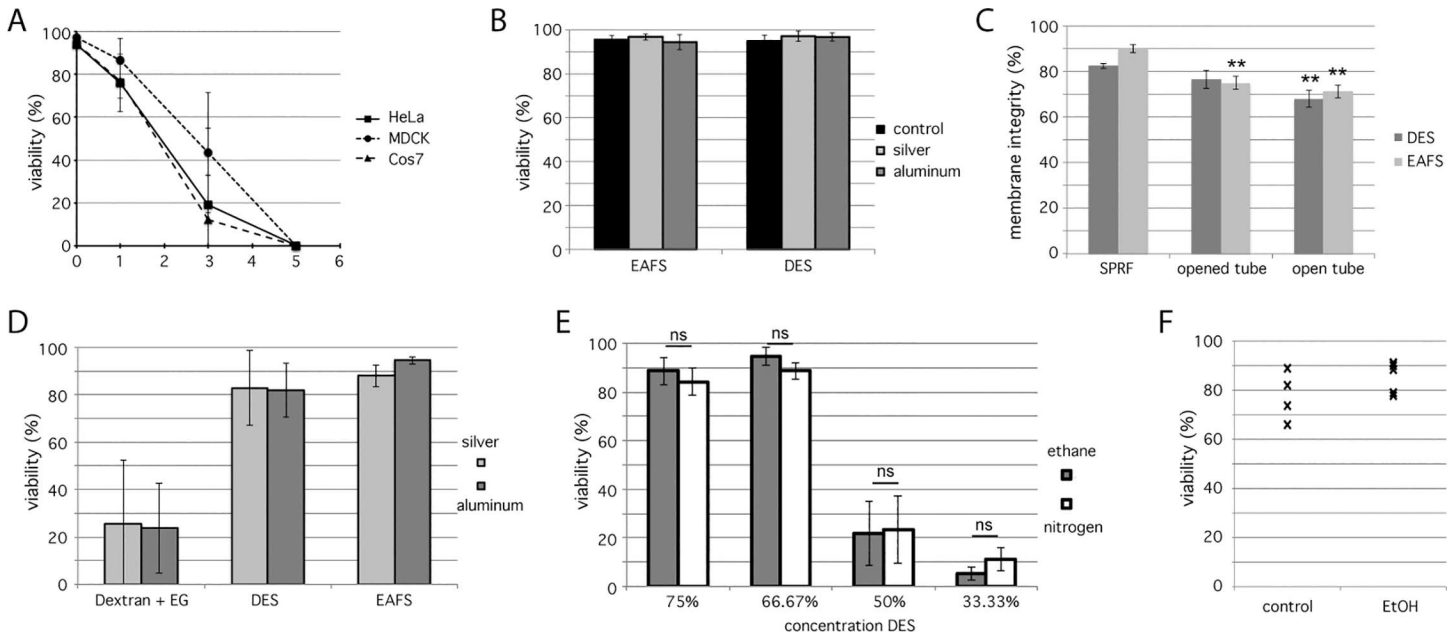 A
100
80
60
40
20
0
viability (%)
0 1 2 3 4 5 6
HeLa
MDCK
Cos7
B
100
80
60
40
20
0
viability (%)
EAFS DES
control
silver
aluminum
C
100
80
60
40
20
0
membrane integrity (%)
** ** **
SPRF opened tube open tube
DES
EAFS
D
100
80
60
40
20
0
viability (%)
Dextran + EG DES EAFS
silver
aluminum
E
100
80
60
40
20
0
viability (%)
ns ns ns ns
75% 66.67% 50% 33.33%
concentration DES
ethane
nitrogen
F
100
80
60
40
20
0
viability (%)
control EtOH